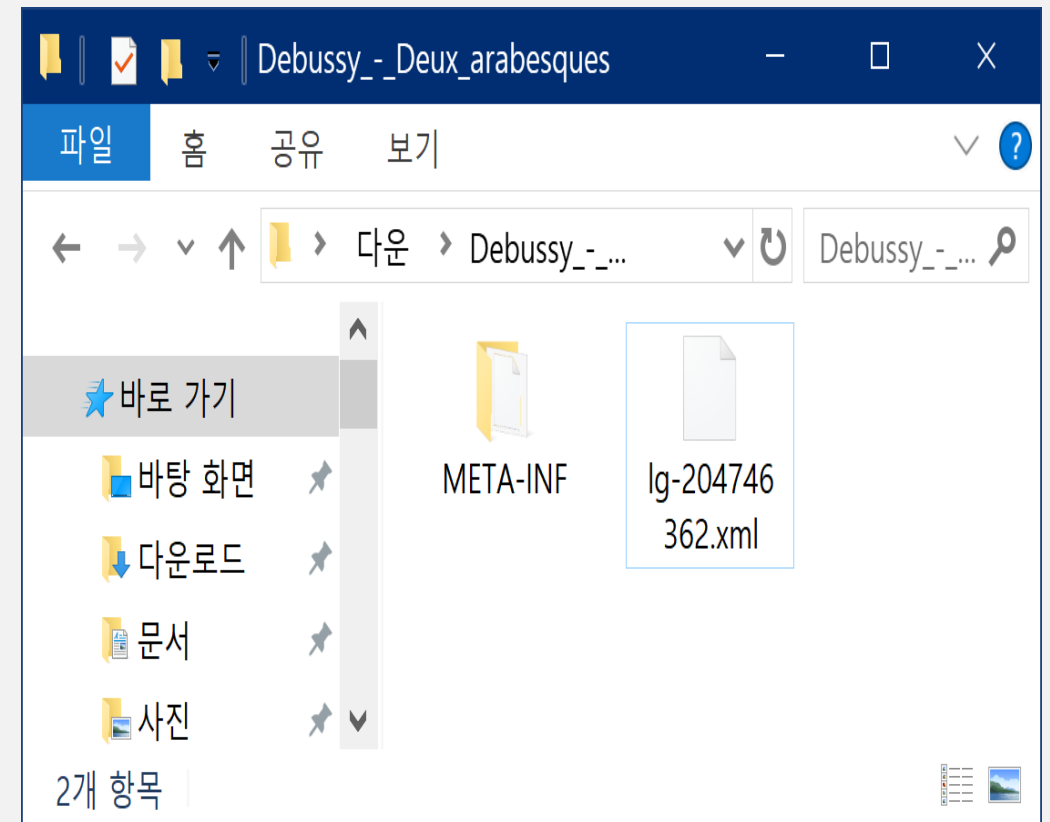 Debussy_-_Deux_arabesques
파일 홈 공유 보기
다운 Debussy_-_... Debussy_-_...
바로 가기
바탕 화면
다운로드
문서
사진
META-INF
lg-204746
362.xml
2개 항목